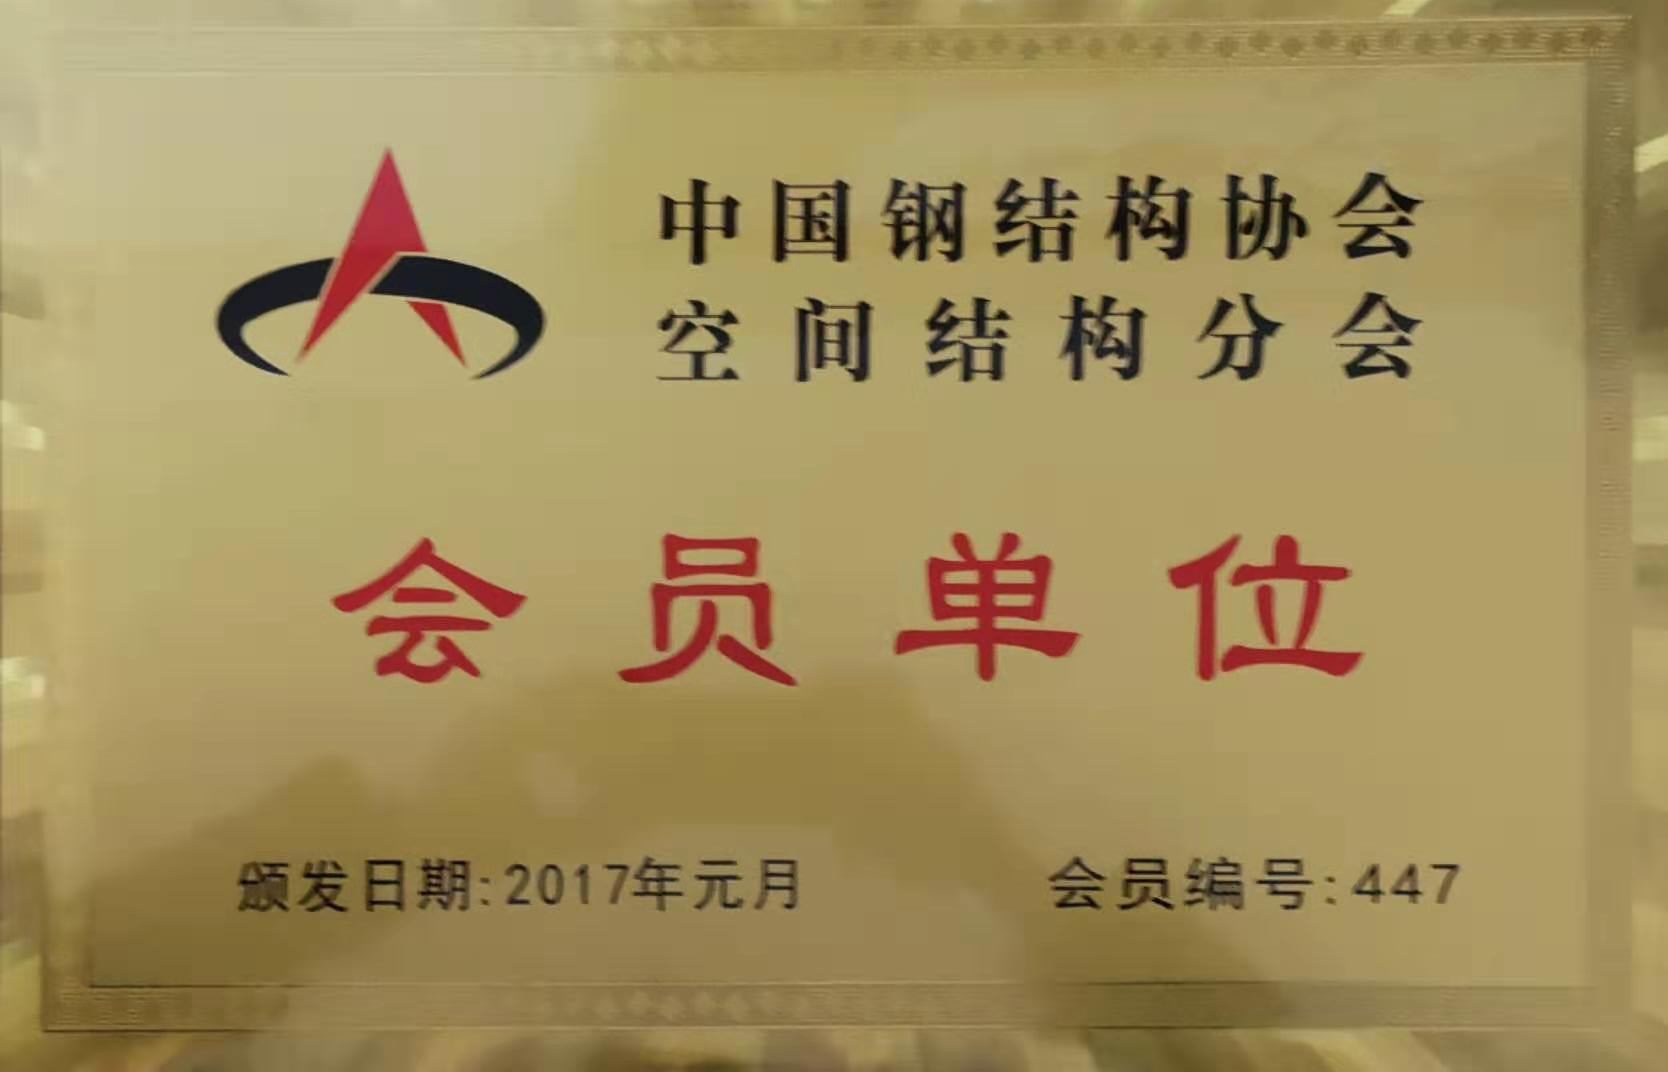 中国钢结构协会
空间结构分会
会员单位
颁发日期:2017年元月
会员编号:447